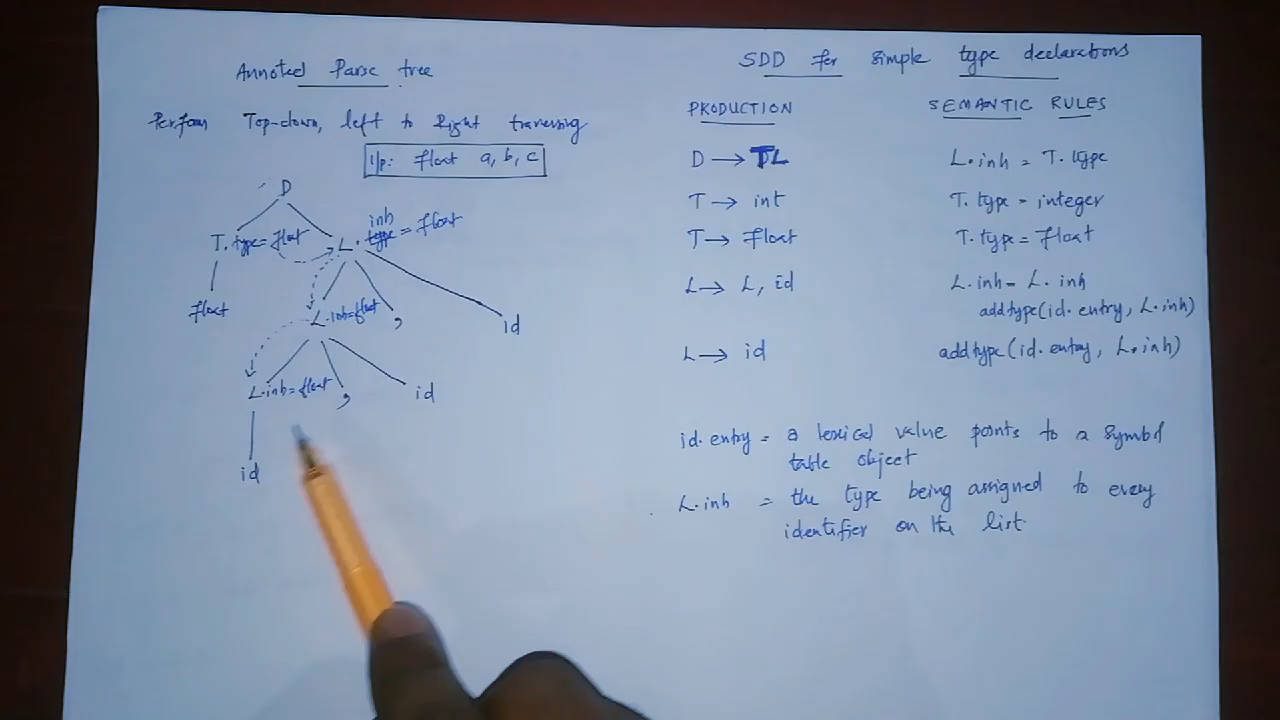 Annoted Parse tree
Perfom Top-down, left to Right traversing
i/p: float a, b, c
D
T. type = float
L. type = float
inh
float
L.inh=float
,
id
L.inh=float
,
id
id
SDD for simple type declarations
PRODUCTION SEMANTIC RULES
D → TL L.inh = T. type
T → int T. type = integer
T → float T. type = float
L → L, id L.inh = L. inh
addtype(id. entry, L.inh)
L → id addtype(id. entry, L.inh)
id. entry = a lexical value points to a symbol
table object
L.inh = the type being assigned to every
identifier on the list